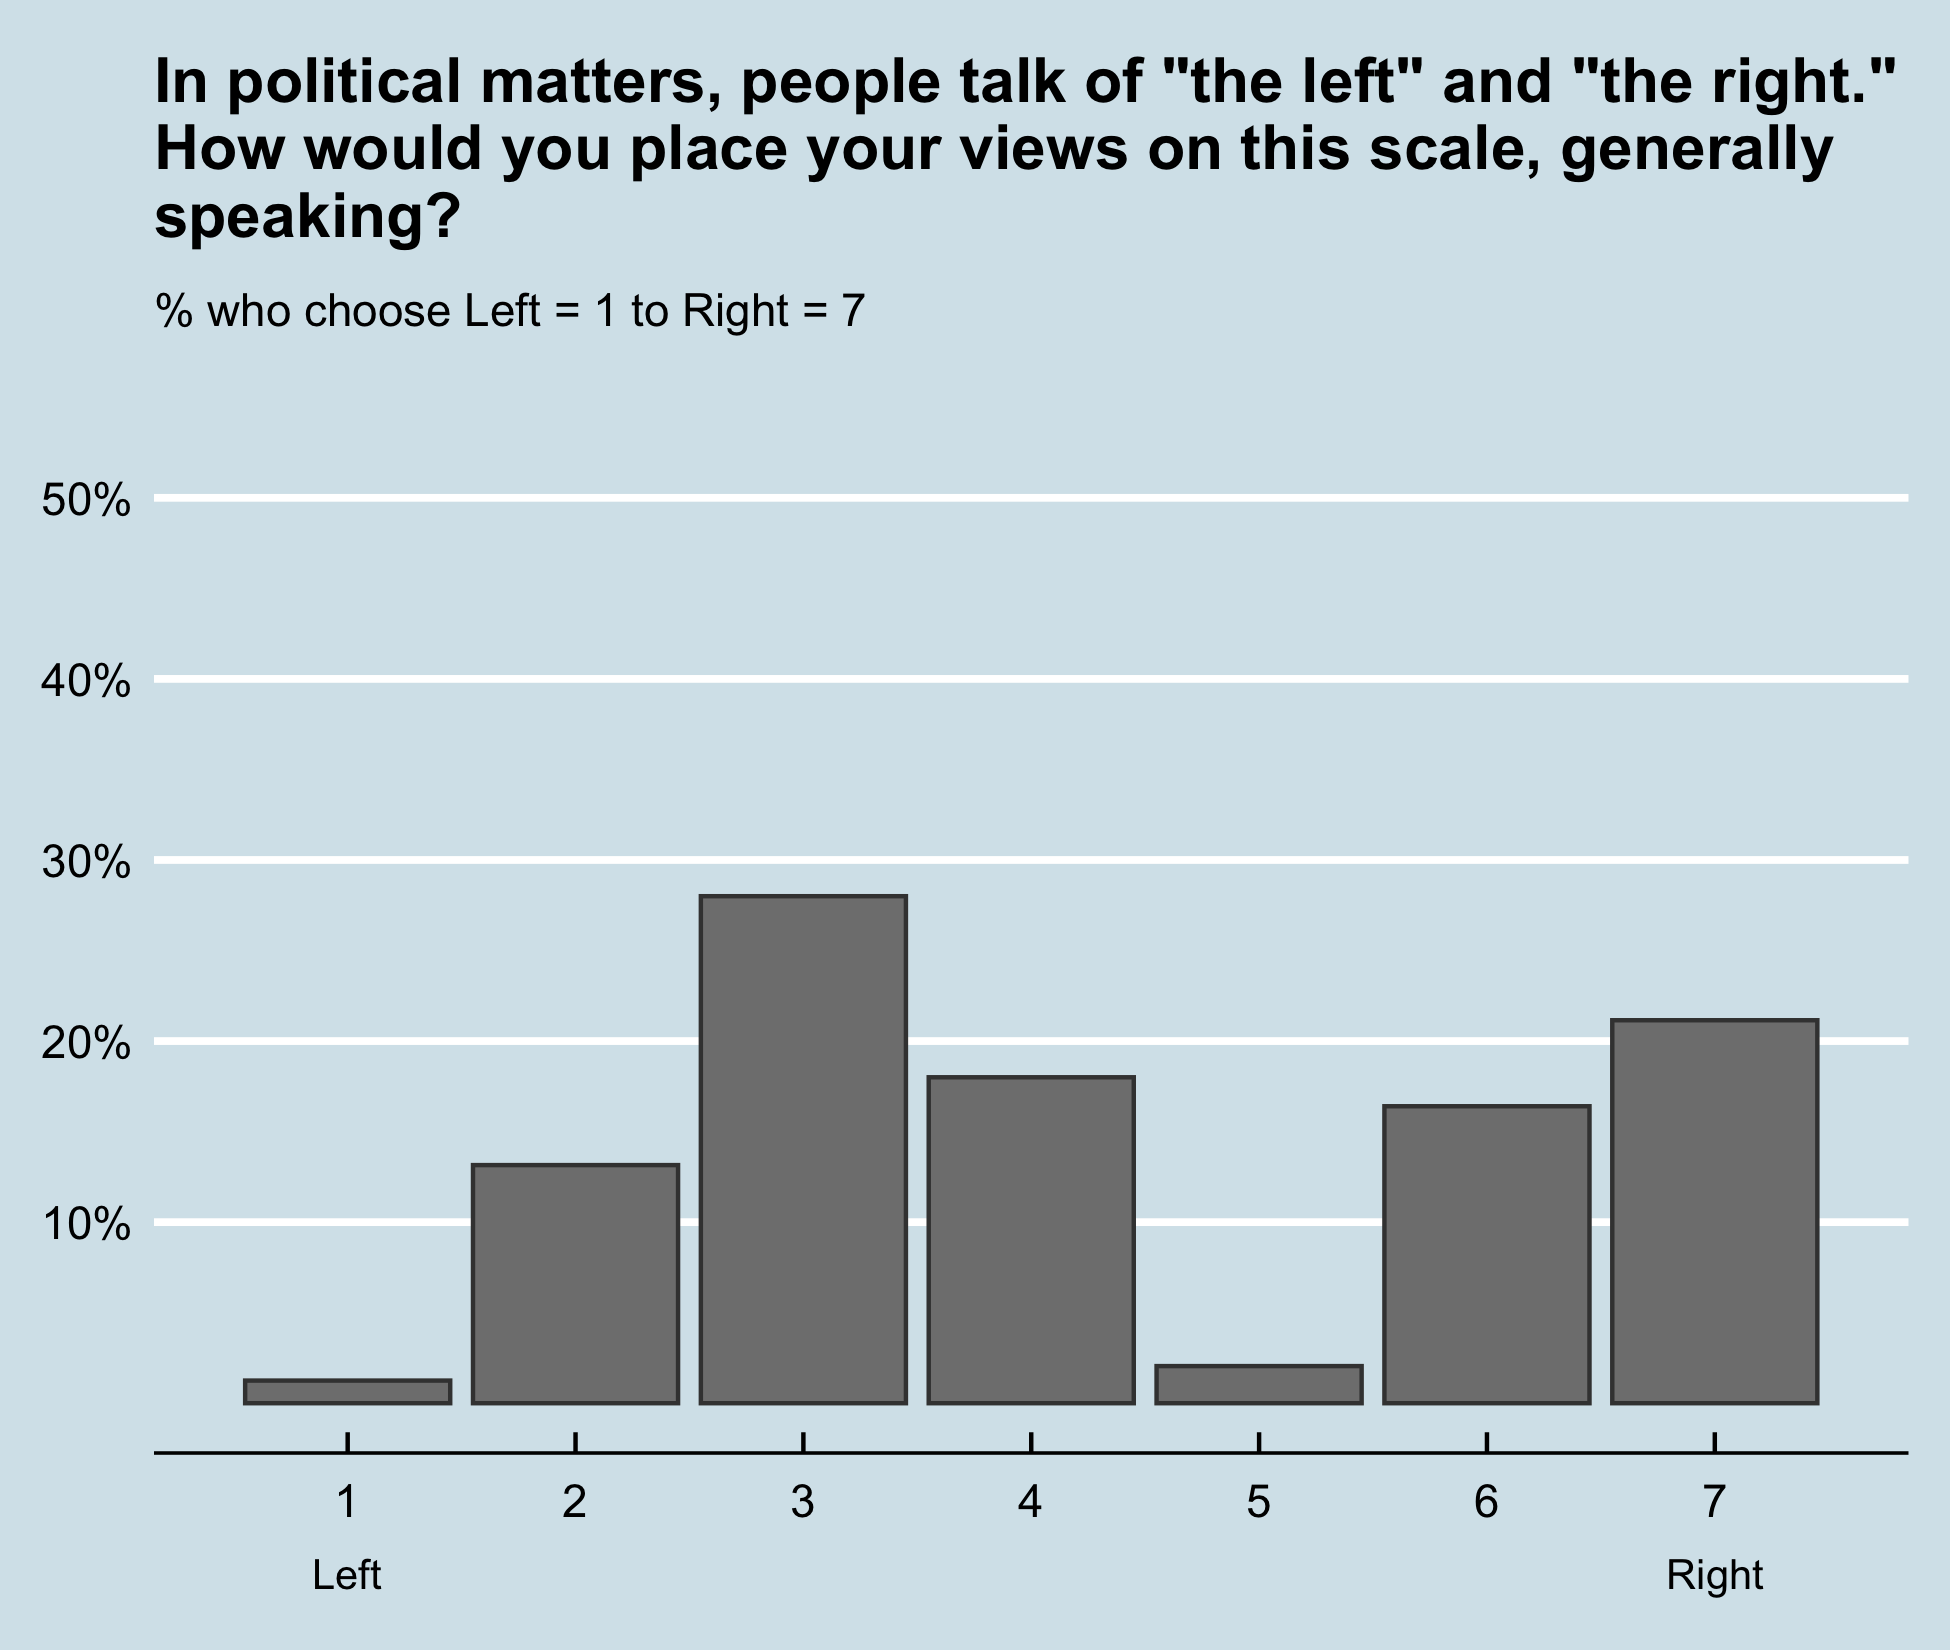 In political matters, people talk of "the left" and "the right."
How would you place your views on this scale, generally
speaking?
% who choose Left = 1 to Right = 7
50%
40%
30%
20%
10%
1 2 3 4 5 6 7
Left Right